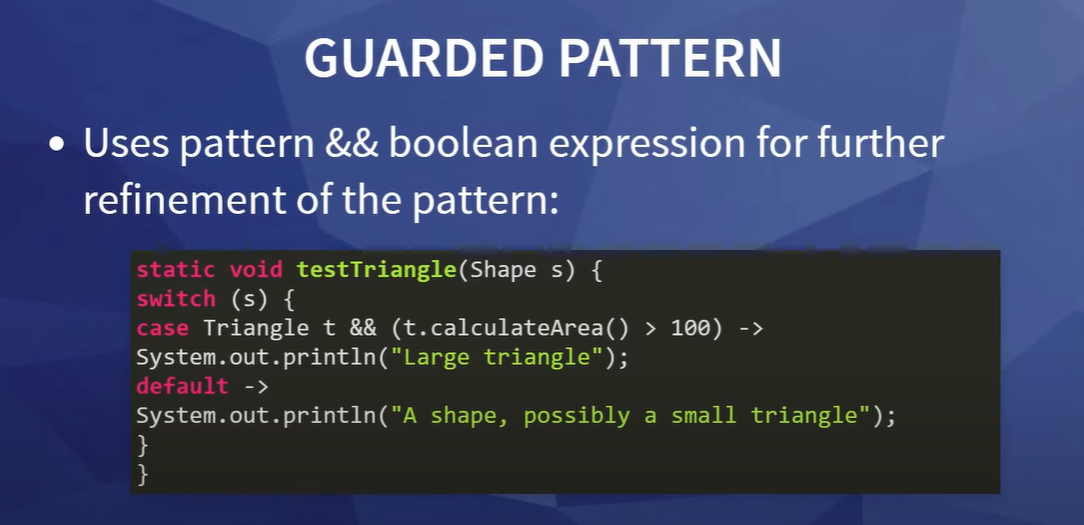 GUARDED PATTERN
• Uses pattern && boolean expression for further
refinement of the pattern:
static void testTriangle(Shape s) {
switch (s) {
case Triangle t && (t.calculateArea() > 100) ->
System.out.println("Large triangle");
default ->
System.out.println("A shape, possibly a small triangle");
}
}